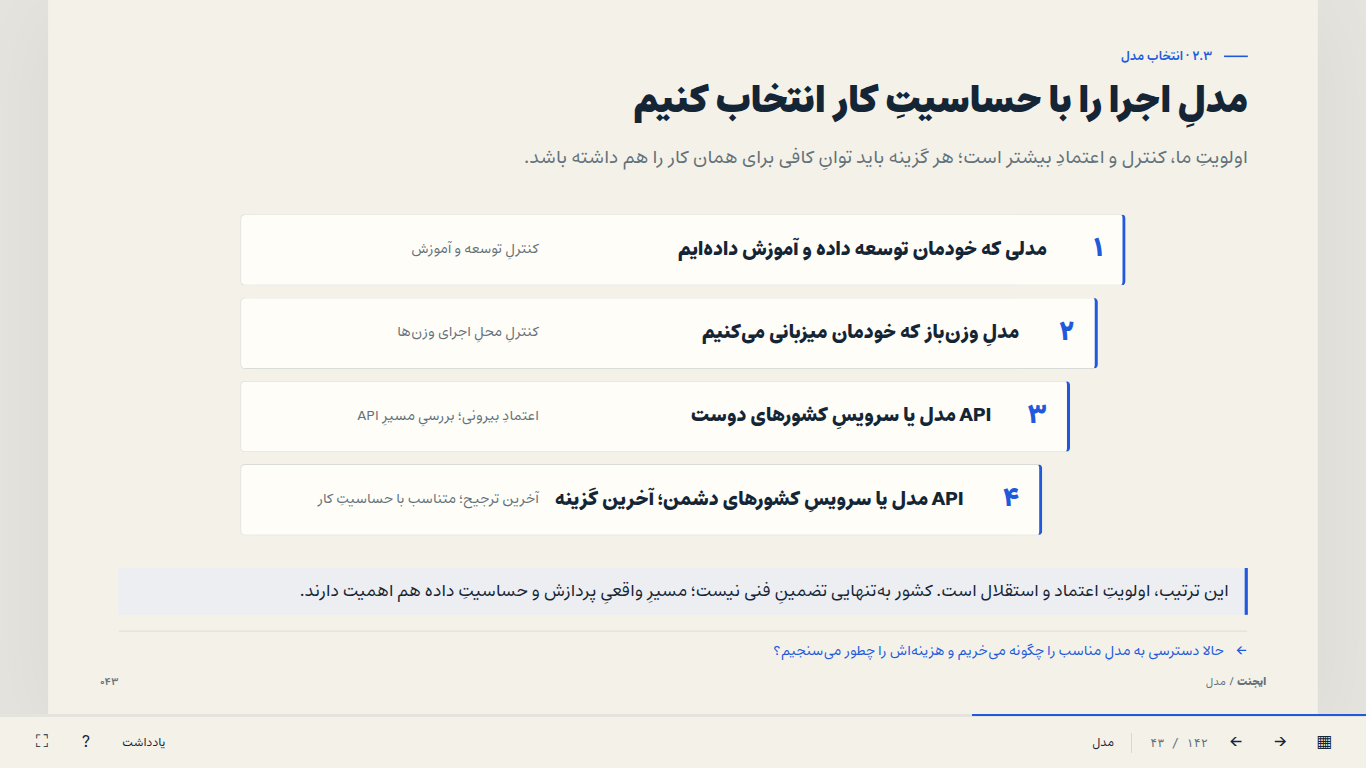 ۲.۳ · انتخاب مدل
مدلِ اجرا را با حساسیتِ کار انتخاب کنیم
اولویتِ ما، کنترل و اعتمادِ بیشتر است؛ هر گزینه باید توانِ کافی برای همان کار را هم داشته باشد.
۱ مدلی که خودمان توسعه داده و آموزش داده‌ایم کنترلِ توسعه و آموزش
۲ مدلِ وزن‌باز که خودمان میزبانی می‌کنیم کنترلِ محلِ اجرای وزن‌ها
۳ API مدل یا سرویسِ کشورهای دوست اعتمادِ بیرونی؛ بررسیِ مسیرِ API
۴ API مدل یا سرویسِ کشورهای دشمن؛ آخرین گزینه آخرین ترجیح؛ متناسب با حساسیتِ کار
این ترتیب، اولویتِ اعتماد و استقلال است. کشور به‌تنهایی تضمینِ فنی نیست؛ مسیرِ واقعیِ پردازش و حساسیتِ داده هم اهمیت دارند.
← حالا دسترسی به مدلِ مناسب را چگونه می‌خریم و هزینه‌اش را چطور می‌سنجیم؟
ایجنت / مدل
۰۴۳
۴۳ / ۱۴۲
مدل
یادداشت
?